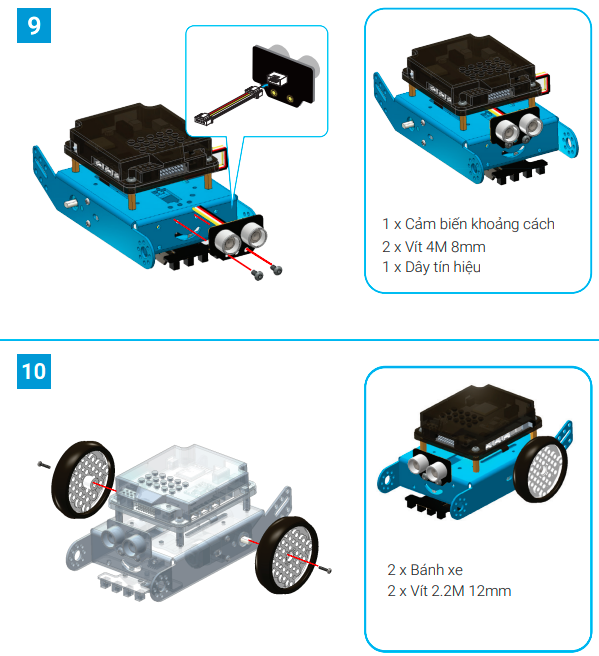 9
1 x Cảm biến khoảng cách
2 x Vít 4M 8mm
1 x Dây tín hiệu
10
2 x Bánh xe
2 x Vít 2.2M 12mm